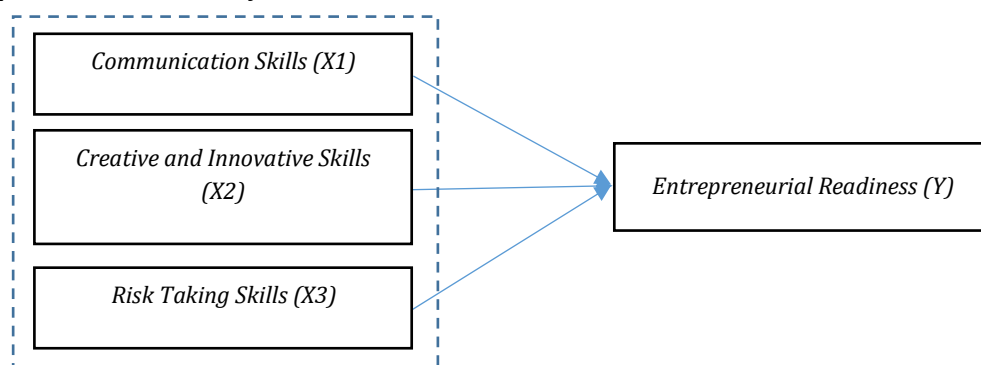 Communication Skills (X1)
Creative and Innovative Skills
(X2)
Entrepreneurial Readiness (Y)
Risk Taking Skills (X3)